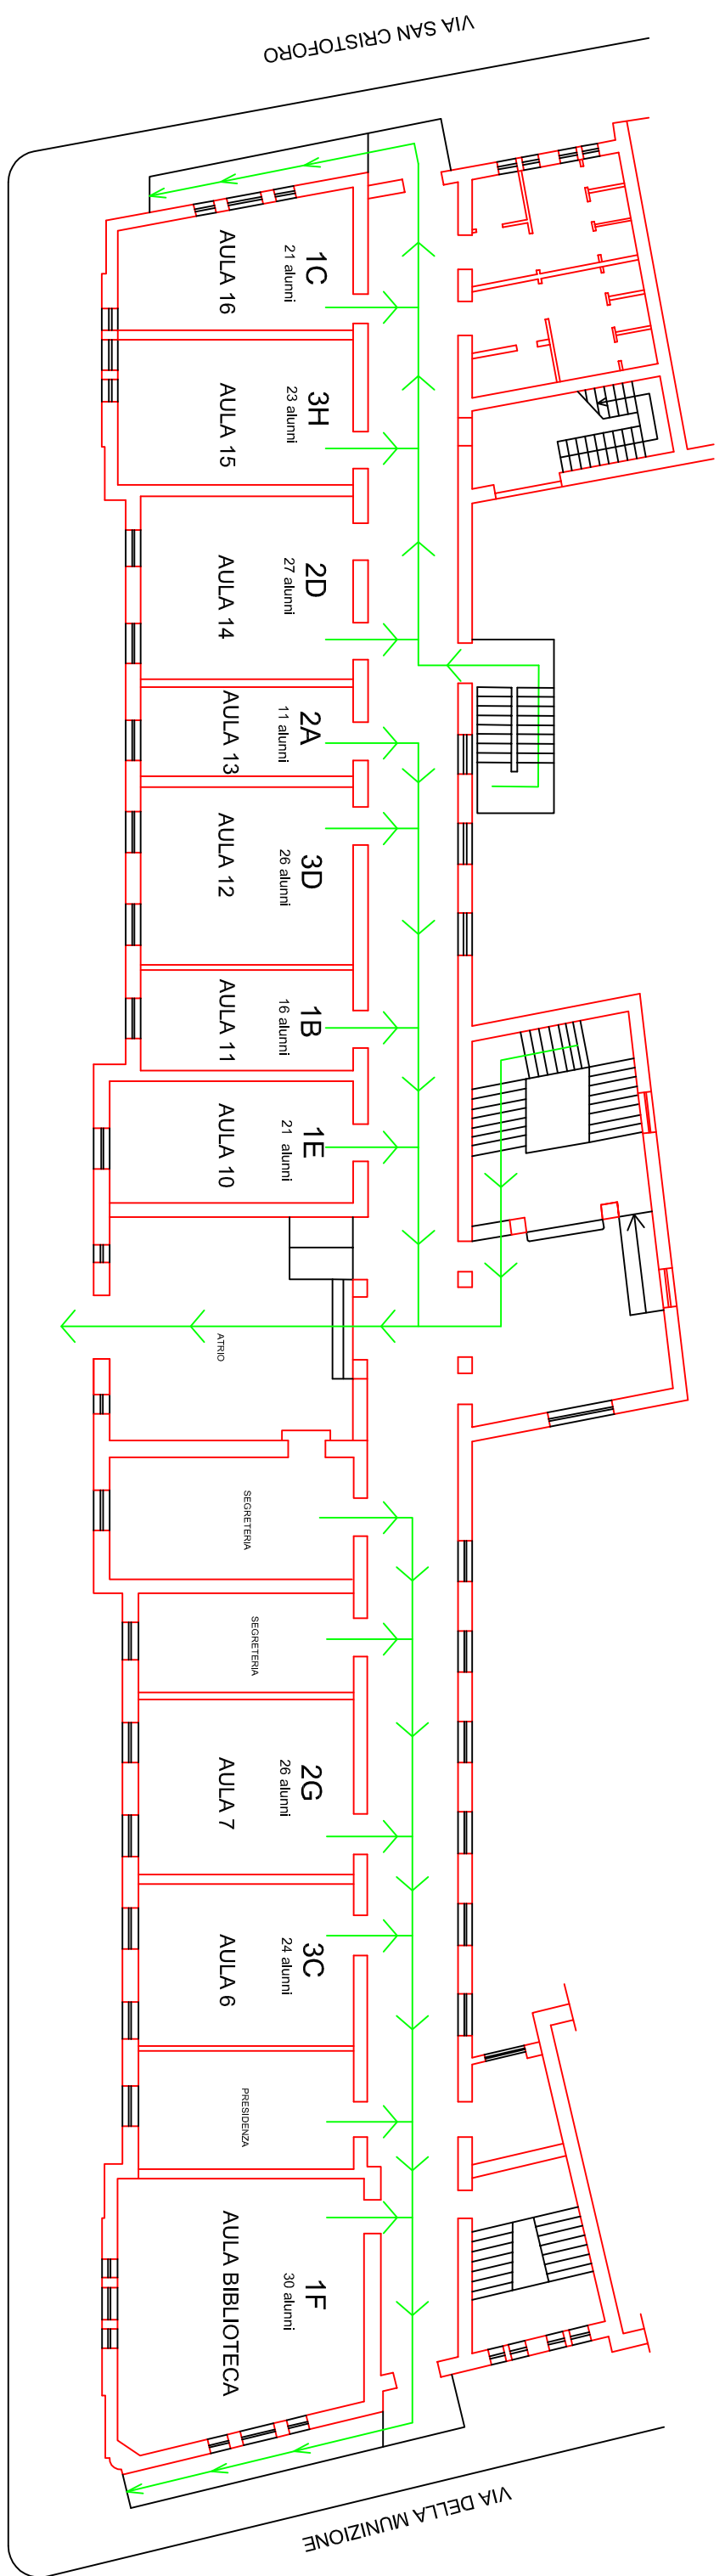 VIA SAN CRISTOFORO
1C
21 alunni
AULA 16
3H
23 alunni
AULA 15
2D
27 alunni
AULA 14
2A
11 alunni
AULA 13
3D
26 alunni
AULA 12
1B
16 alunni
AULA 11
1E
21 alunni
AULA 10
ATRIO
SEGRETERIA
SEGRETERIA
2G
26 alunni
AULA 7
3C
24 alunni
AULA 6
PRESIDENZA
1F
30 alunni
AULA BIBLIOTECA
VIA DELLA MUNIZIONE